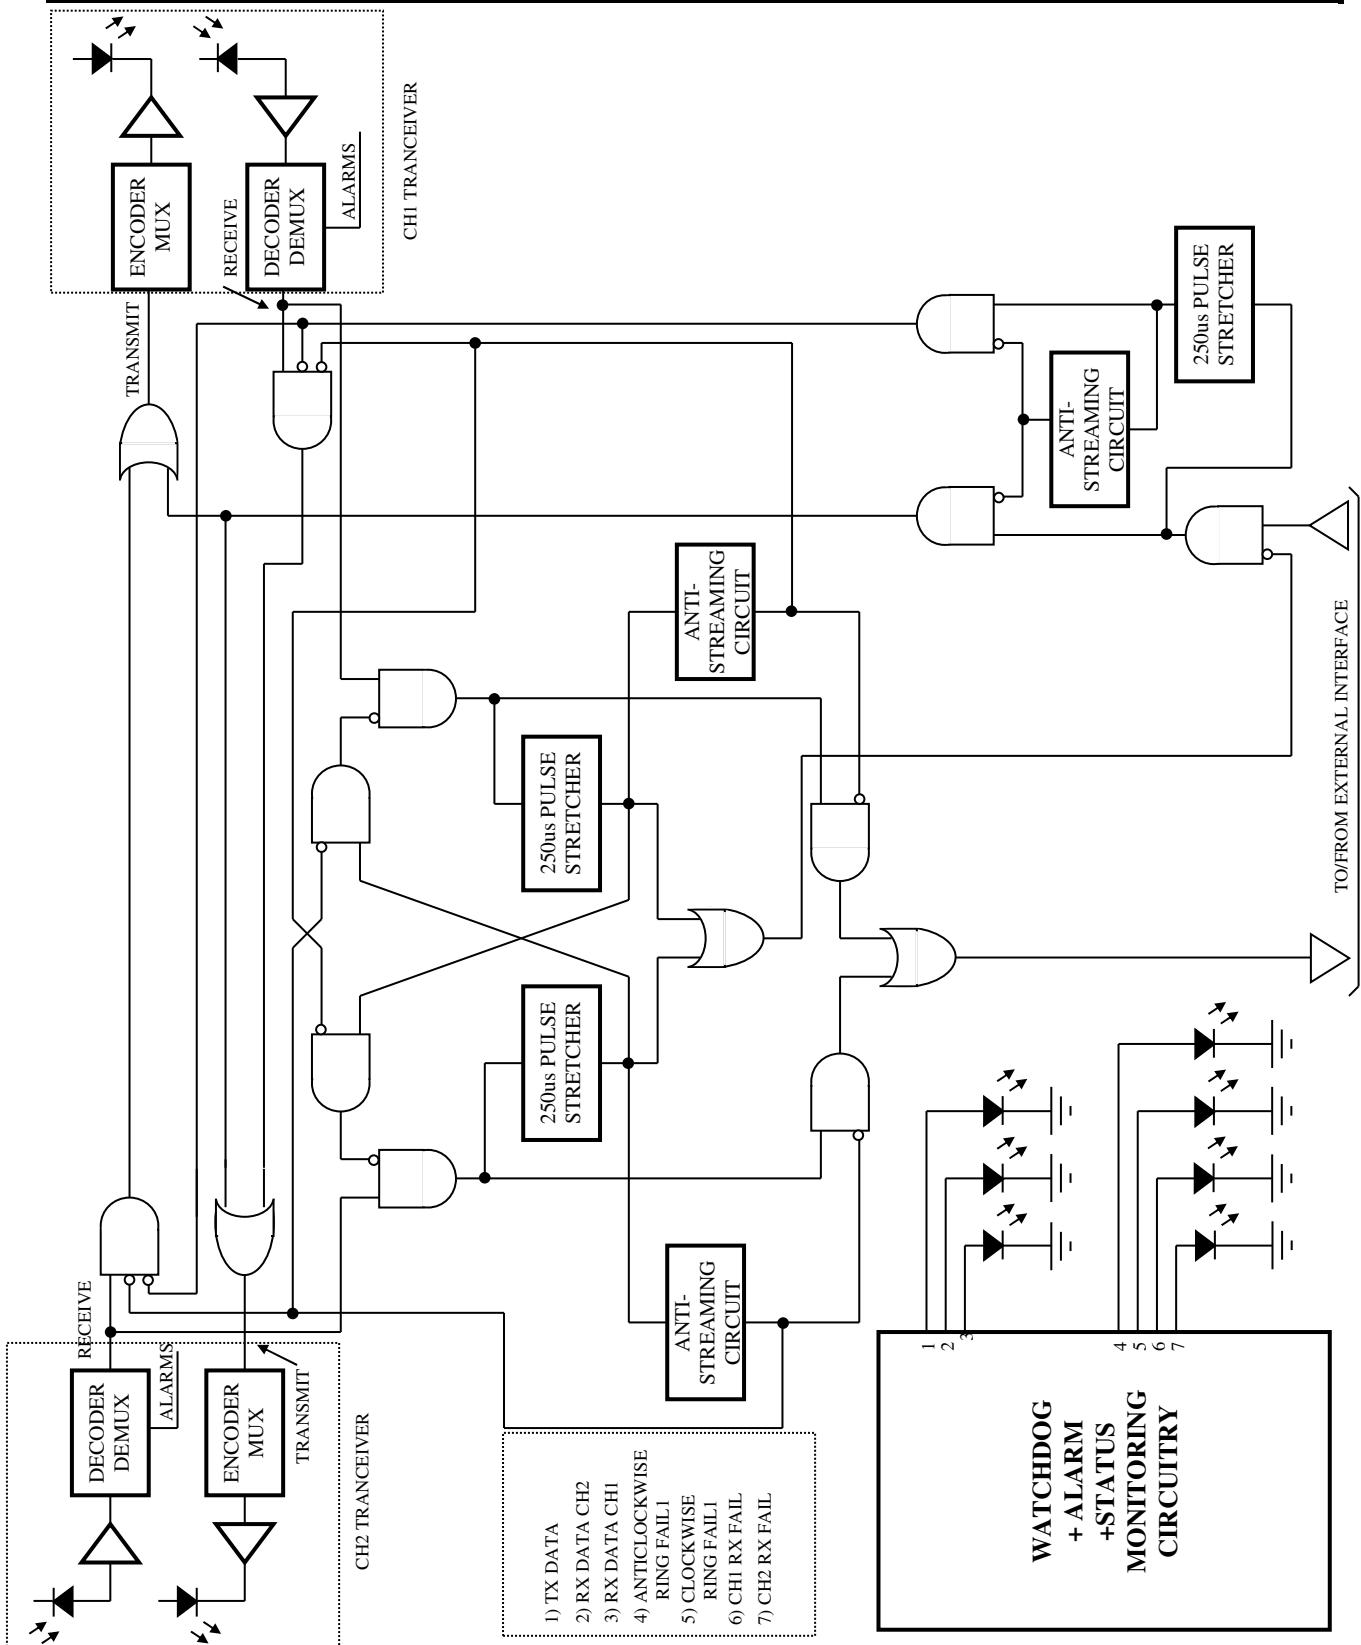 CH1 TRANCEIVER
ENCODER
MUX
DECODER
DEMUX
ALARMS
RECEIVE
TRANSMIT
250us PULSE
STRETCHER
ANTI-
STREAMING
CIRCUIT
ANTI-
STREAMING
CIRCUIT
250us PULSE
STRETCHER
250us PULSE
STRETCHER
ANTI-
STREAMING
CIRCUIT
TO/FROM EXTERNAL INTERFACE
RECEIVE
ALARMS
DECODER
DEMUX
ENCODER
MUX
TRANSMIT
CH2 TRANCEIVER
1) TX DATA
2) RX DATA CH2
3) RX DATA CH1
4) ANTICLOCKWISE
RING FAIL1
5) CLOCKWISE
RING FAIL1
6) CH1 RX FAIL
7) CH2 RX FAIL
1
2
3
4
5
6
7
WATCHDOG
+ ALARM
+STATUS
MONITORING
CIRCUITRY